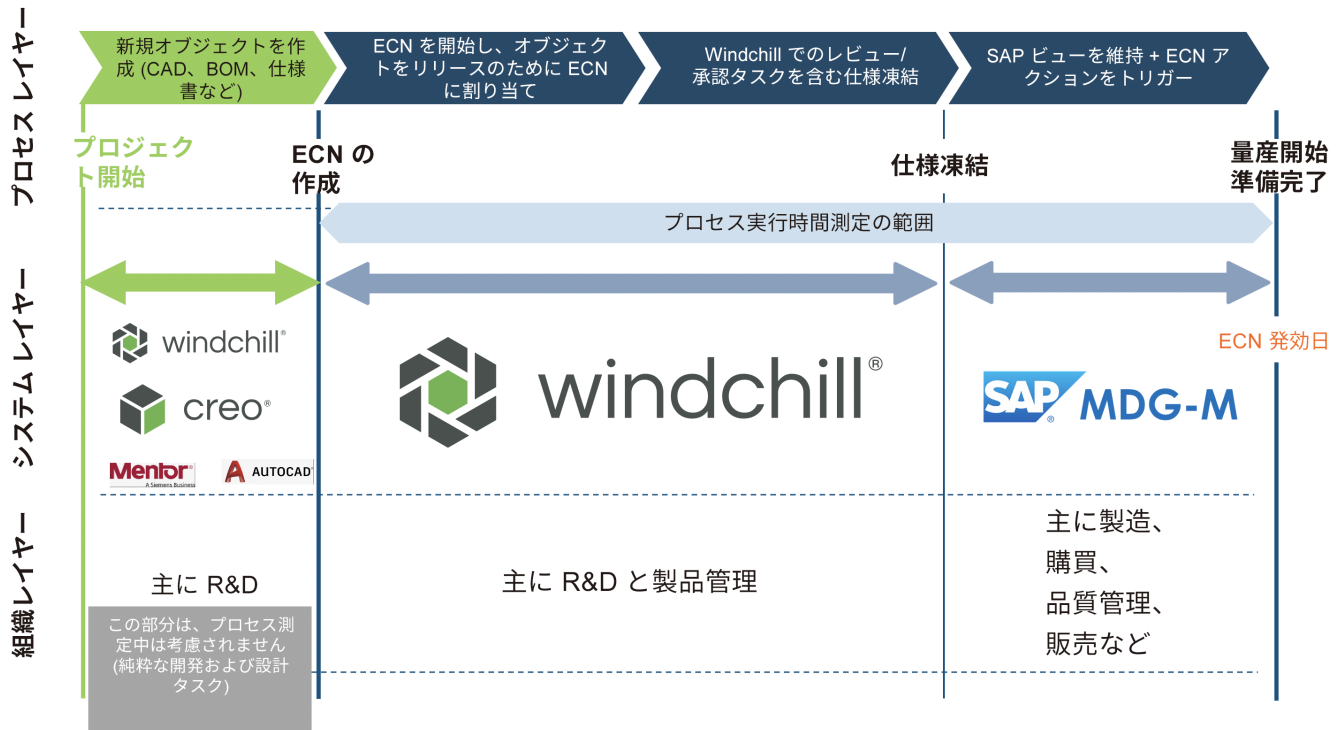 プロセス レイヤー
新規オブジェクトを作
成 (CAD、BOM、仕様
書など)
ECN を開始し、オブジェク
トをリリースのために ECN
に割り当て
Windchill でのレビュー/
承認タスクを含む仕様凍結
SAP ビューを維持 + ECN ア
クションをトリガー
プロジェク
ト開始
ECN の
作成
仕様凍結
量産開始
準備完了
プロセス実行時間測定の範囲
システム レイヤー
windchill®
creo®
Mentor®
A Siemens Business
AUTOCAD®
windchill®
SAP® MDG-M
ECN 発効日
組織レイヤー
主に R&D
この部分は、プロセス測
定中は考慮されません
(純粋な開発および設計
タスク)
主に R&D と製品管理
主に製造、
購買、
品質管理、
販売など